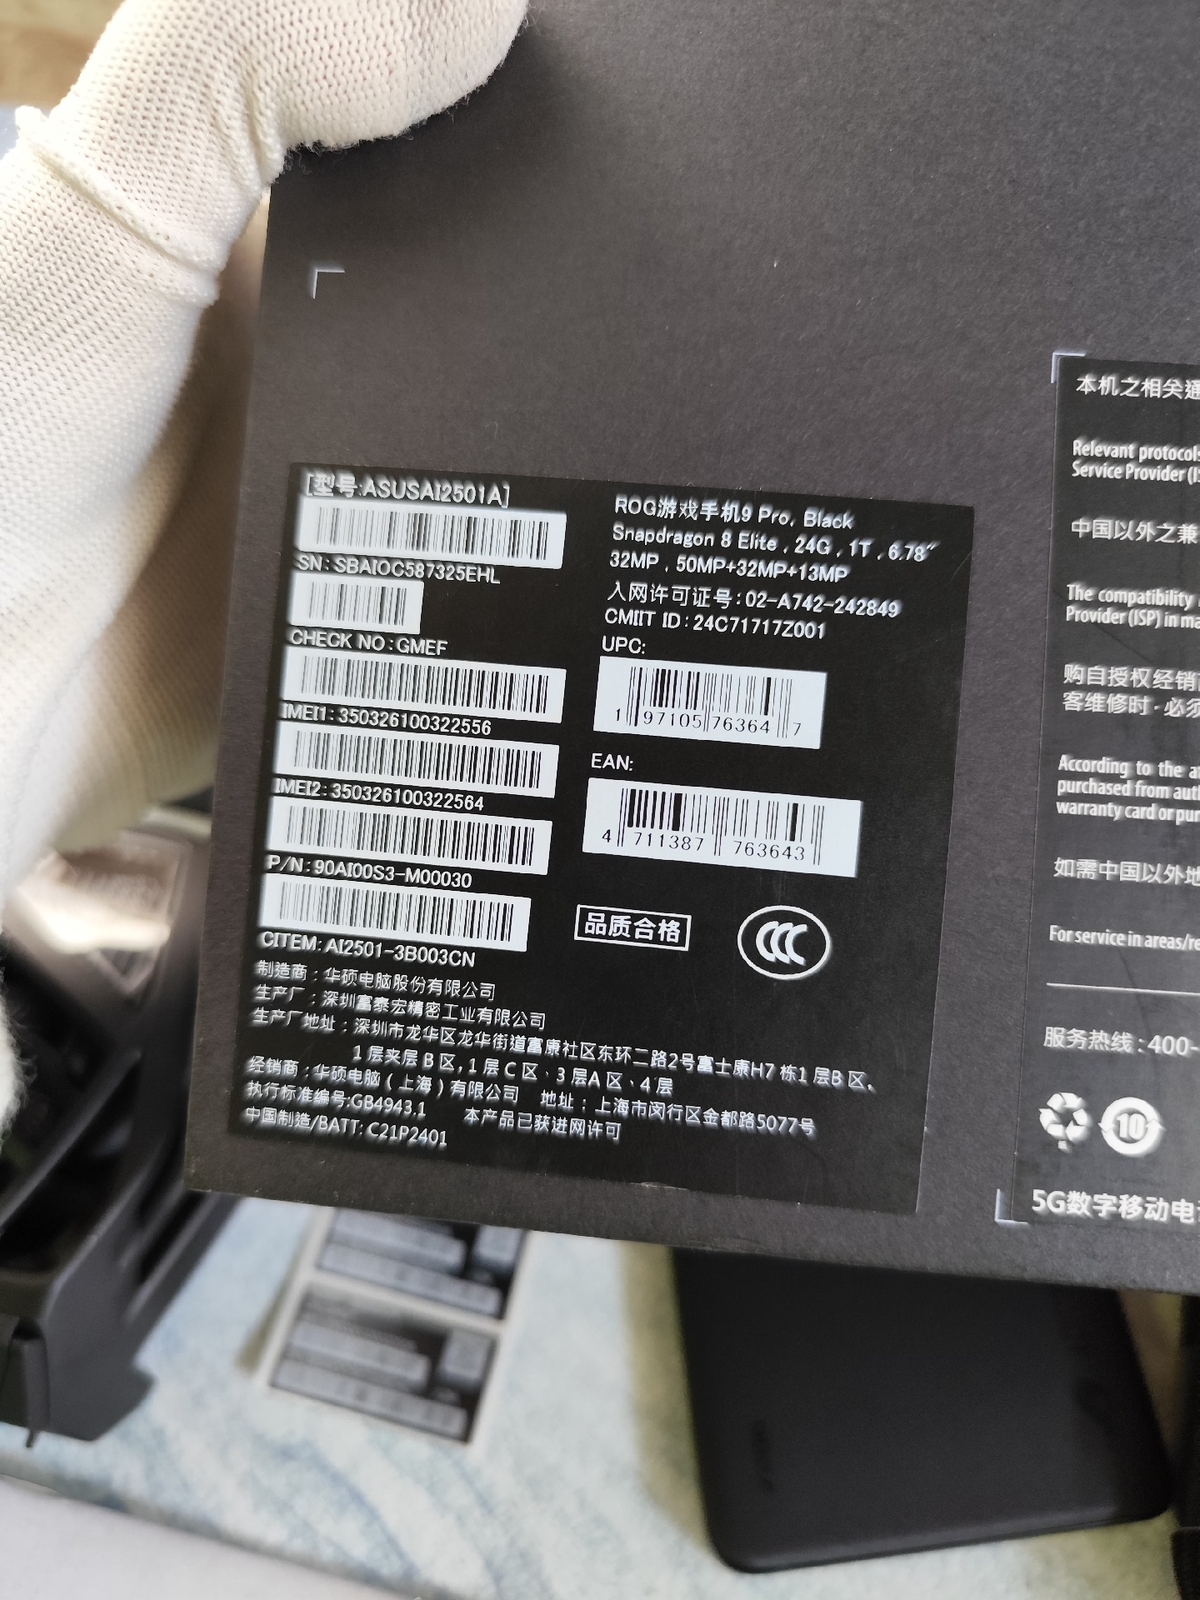 [型号:ASUSAI2501A]
SN: SBAIOC587325EHL
CHECK NO:GMEF
IMEI1: 350326100322556
IMEI2: 350326100322564
P/N: 90AI00S3-M00030
CITEM: AI2501-3B003CN
制造商：华硕电脑股份有限公司
生产厂：深圳富泰宏精密工业有限公司
生产厂地址：深圳市龙华区龙华街道富康社区东环二路2号富士康H7 栋1 层B 区,
1 层夹层 B 区, 1 层 C 区、3 层A 区、4 层
经销商：华硕电脑（上海）有限公司 地址：上海市闵行区金都路5077号
执行标准编号:GB4943.1 本产品已获进网许可
中国制造/BATT: C21P2401
ROG游戏手机9 Pro, Black
Snapdragon 8 Elite , 24G , 1T , 6.78"
32MP , 50MP+32MP+13MP
入网许可证号: 02-A742-242849
CMIIT ID: 24C71717Z001
UPC:
1 97105 76364 7
EAN:
4 711387 763643
品质合格
CCC
本机之相关通
Relevant protocols
Service Provider (I
中国以外之兼
The compatibility
Provider (ISP) in ma
购自授权经销
客维修时，必须
According to the a
purchased from aut
warranty card or pur
如需中国以外地
For service in areas/re
服务热线 : 400-
10
5G数字移动电